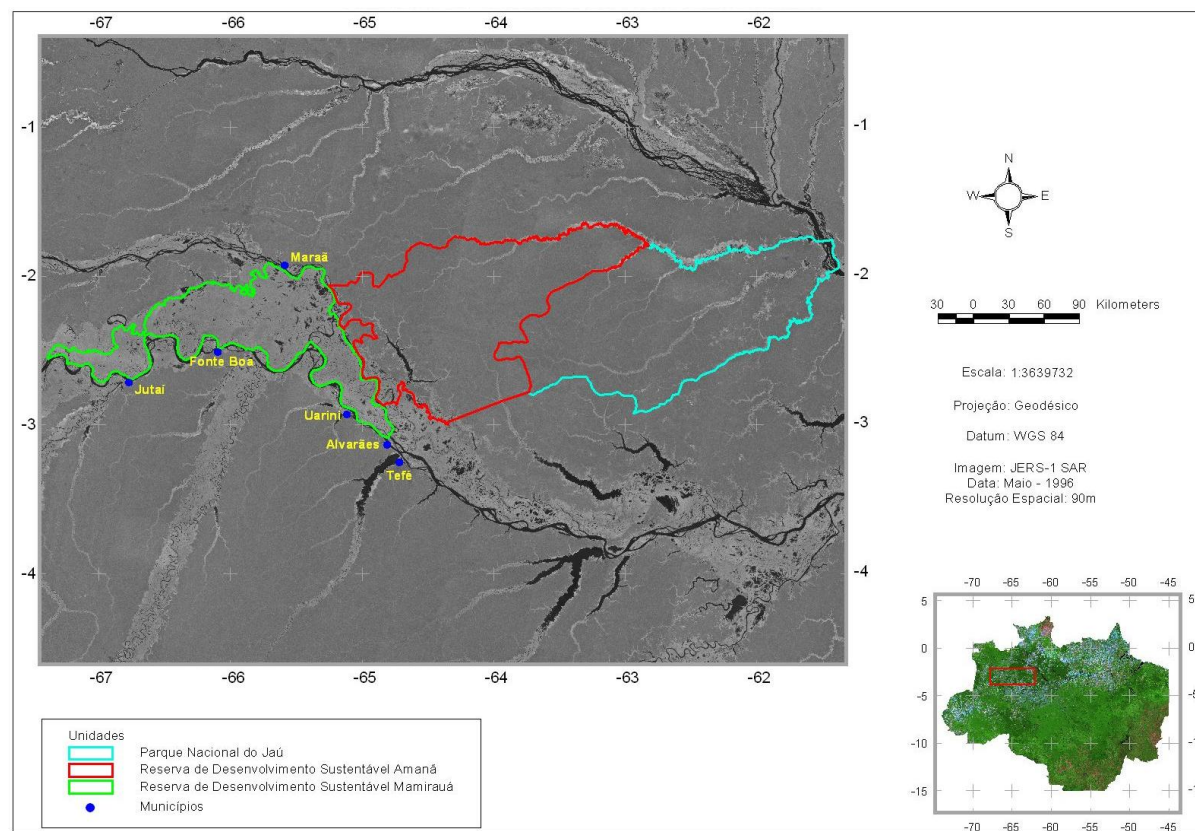 -67 -66 -65 -64 -63 -62
-1 -1
-2 -2
-3 -3
-4 -4
-67 -66 -65 -64 -63 -62
Maraã
Fonte Boa
Jutaí
Uarini
Alvarães
Tefé
N
W E
S
30 0 30 60 90 Kilometers
Escala: 1:3639732
Projeção: Geodésico
Datum: WGS 84
Imagem: JERS-1 SAR
Data: Maio - 1996
Resolução Espacial: 90m
-70 -65 -60 -55 -50 -45
5 5
0 0
-5 -5
-10 -1
-15 -1
-70 -65 -60 -55 -50 -45
Unidades
Parque Nacional do Jaú
Reserva de Desenvolvimento Sustentável Amanã
Reserva de Desenvolvimento Sustentável Mamirauá
Municípios